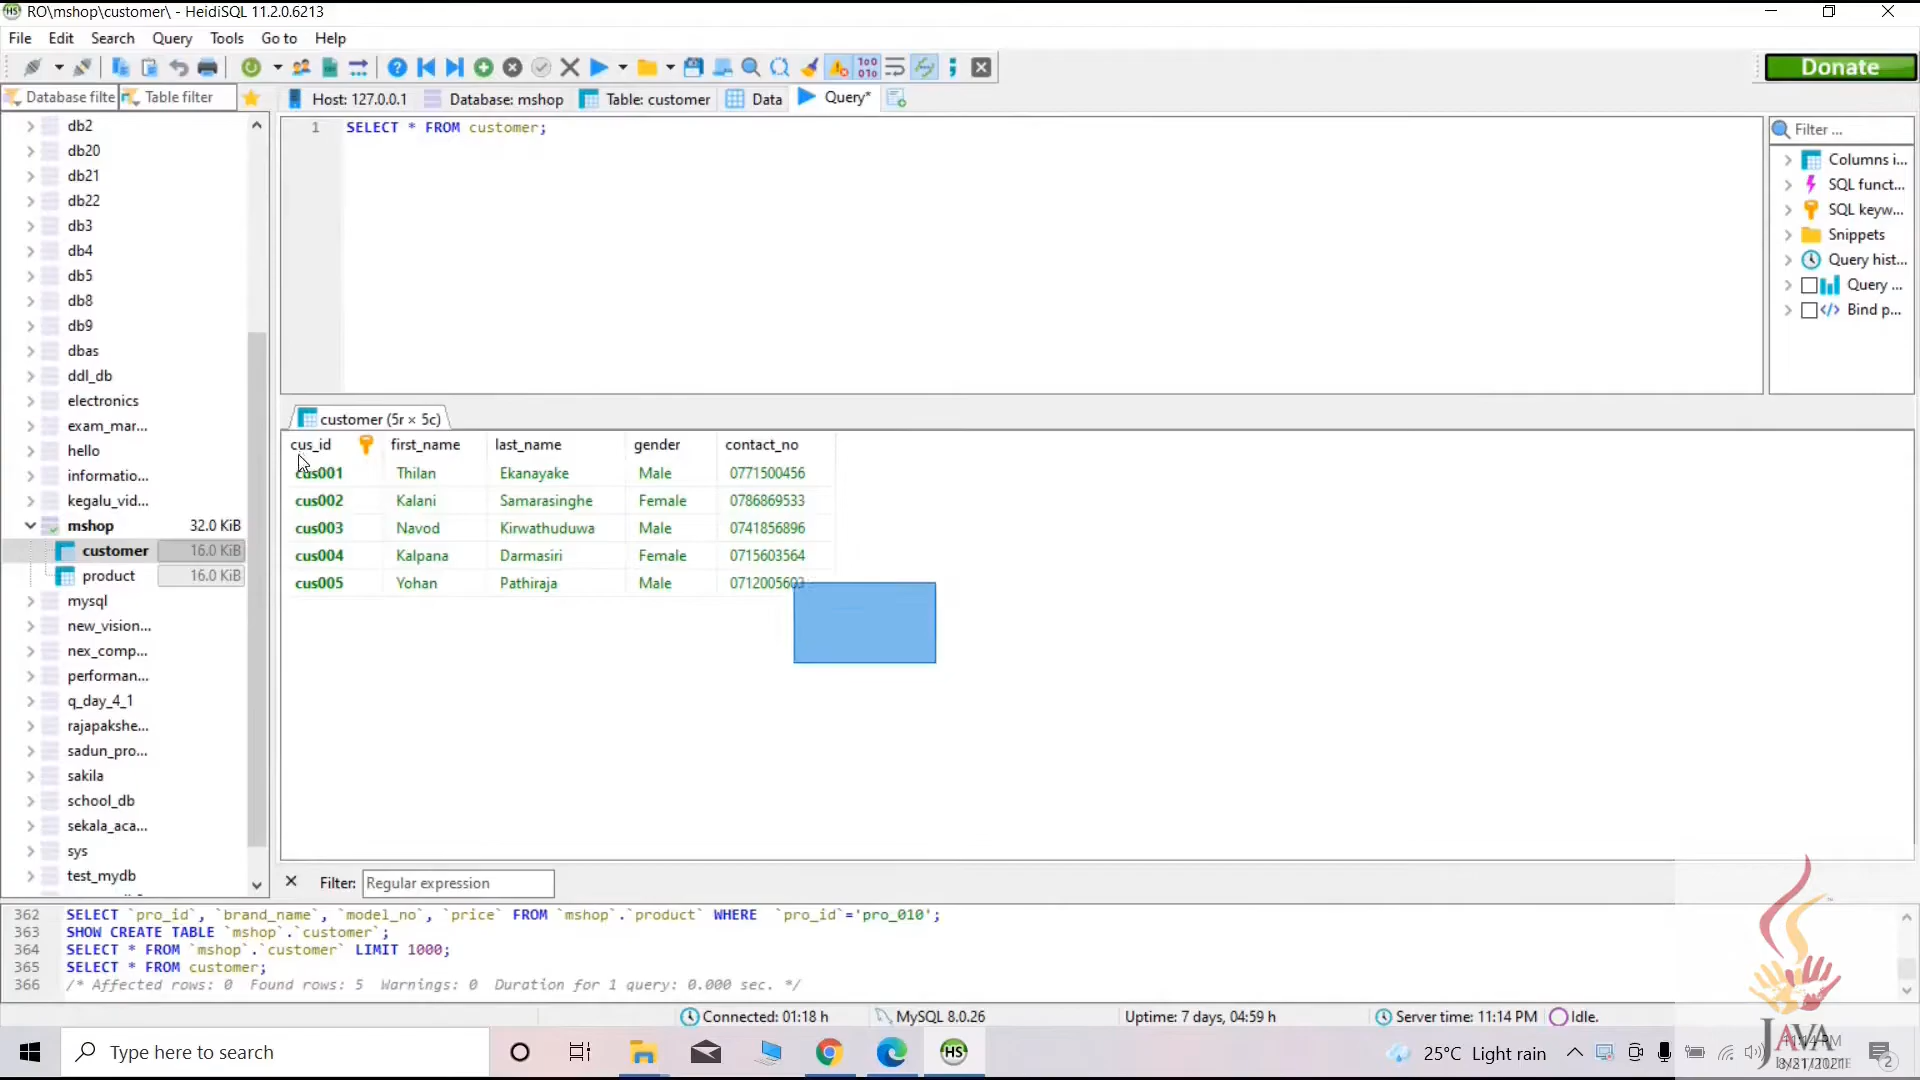 RO\mshop\customer\ - HeidiSQL 11.2.0.6213
File Edit Search Query Tools Go to Help
Donate
Database filte Table filter Host: 127.0.0.1 Database: mshop Table: customer Data Query*
db2
db20
db21
db22
db3
db4
db5
db8
db9
dbas
ddl_db
electronics
exam_mar...
hello
informatio...
kegalu_vid...
mshop 32.0 KiB
customer 16.0 KiB
product 16.0 KiB
mysql
new_vision...
nex_comp...
performan...
q_day_4_1
rajapakshe...
sadun_pro...
sakila
school_db
sekala_aca...
sys
test_mydb
1 SELECT * FROM customer;
Filter ...
Columns i...
SQL funct...
SQL keyw...
Snippets
Query hist...
Query ...
Bind p...
customer (5r × 5c)
cus_id first_name last_name gender contact_no
cus001 Thilan Ekanayake Male 0771500456
cus002 Kalani Samarasinghe Female 0786869533
cus003 Navod Kirwathuduwa Male 0741856896
cus004 Kalpana Darmasiri Female 0715603564
cus005 Yohan Pathiraja Male 0712005603
Filter: Regular expression
362 SELECT `pro_id`, `brand_name`, `model_no`, `price` FROM `mshop`.`product` WHERE `pro_id`='pro_010';
363 SHOW CREATE TABLE `mshop`.`customer`;
364 SELECT * FROM `mshop`.`customer` LIMIT 1000;
365 SELECT * FROM customer;
366 /* Affected rows: 0 Found rows: 5 Warnings: 0 Duration for 1 query: 0.000 sec. */
Connected: 01:18 h MySQL 8.0.26 Uptime: 7 days, 04:59 h Server time: 11:14 PM Idle.
Type here to search
HS
25°C Light rain
JAVA
11:14 PM
8/31/2021
2